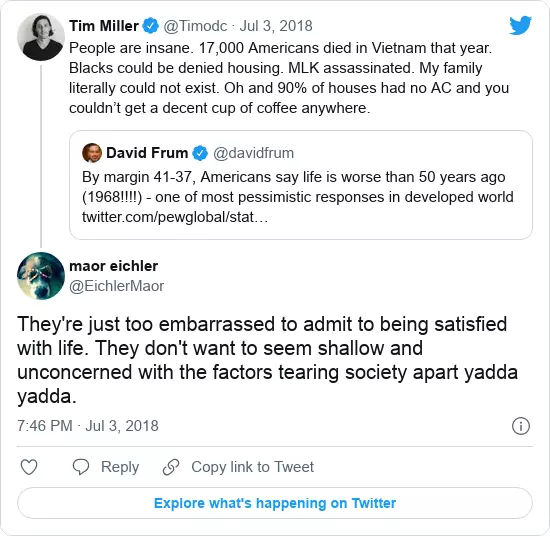 Tim Miller @Timodc · Jul 3, 2018
People are insane. 17,000 Americans died in Vietnam that year.
Blacks could be denied housing. MLK assassinated. My family
literally could not exist. Oh and 90% of houses had no AC and you
couldn’t get a decent cup of coffee anywhere.
David Frum @davidfrum
By margin 41-37, Americans say life is worse than 50 years ago
(1968!!!!) - one of most pessimistic responses in developed world
twitter.com/pewglobal/stat…
maor eichler
@EichlerMaor
They're just too embarrassed to admit to being satisfied
with life. They don't want to seem shallow and
unconcerned with the factors tearing society apart yadda
yadda.
7:46 PM · Jul 3, 2018
Reply Copy link to Tweet
Explore what's happening on Twitter